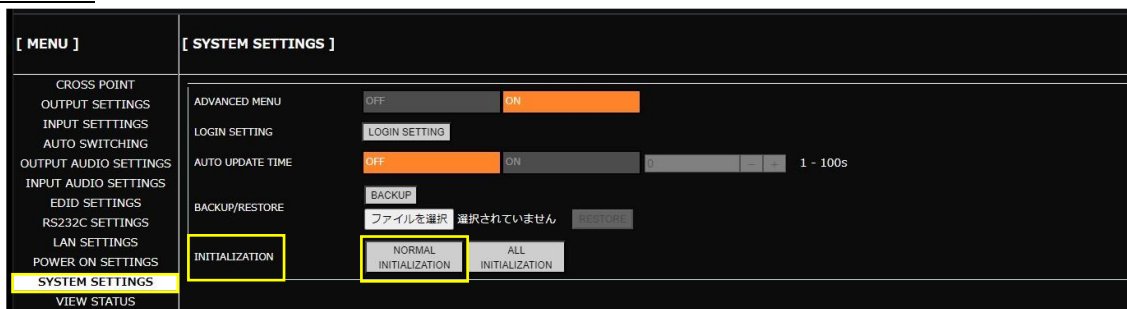 [ MENU ]
[ SYSTEM SETTINGS ]
CROSS POINT
OUTPUT SETTINGS
INPUT SETTTINGS
AUTO SWITCHING
OUTPUT AUDIO SETTINGS
INPUT AUDIO SETTINGS
EDID SETTINGS
RS232C SETTINGS
LAN SETTINGS
POWER ON SETTINGS
SYSTEM SETTINGS
VIEW STATUS
ADVANCED MENU OFF ON
LOGIN SETTING LOGIN SETTING
AUTO UPDATE TIME OFF ON 0 - + 1 - 100s
BACKUP/RESTORE BACKUP
ファイルを選択 選択されていません RESTORE
INITIALIZATION
NORMAL
INITIALIZATION
ALL
INITIALIZATION